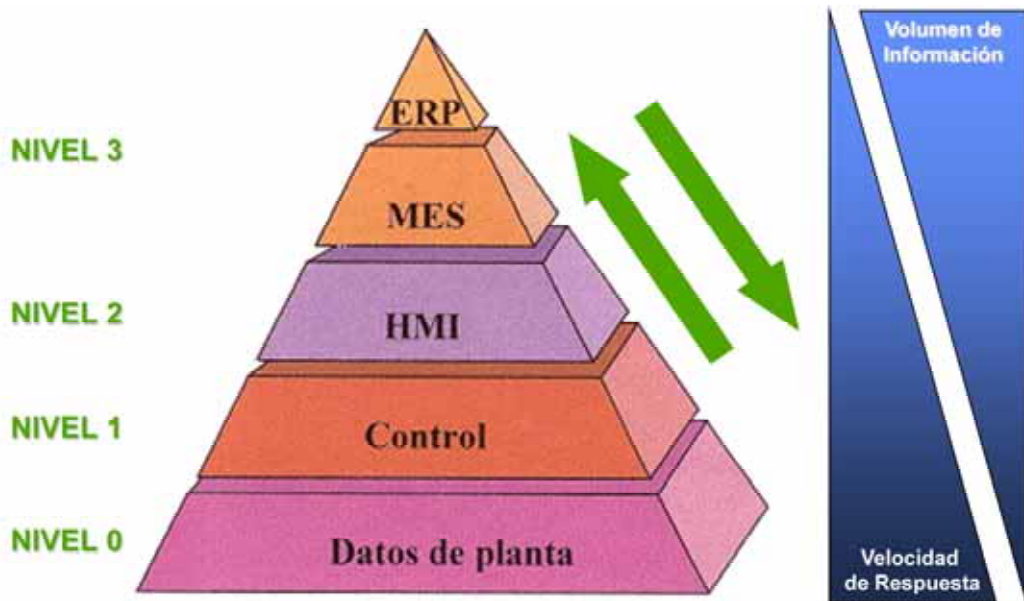 Volumen de
Información
ERP
NIVEL 3
MES
NIVEL 2
HMI
NIVEL 1
Control
NIVEL 0
Datos de planta
Velocidad
de Respuesta